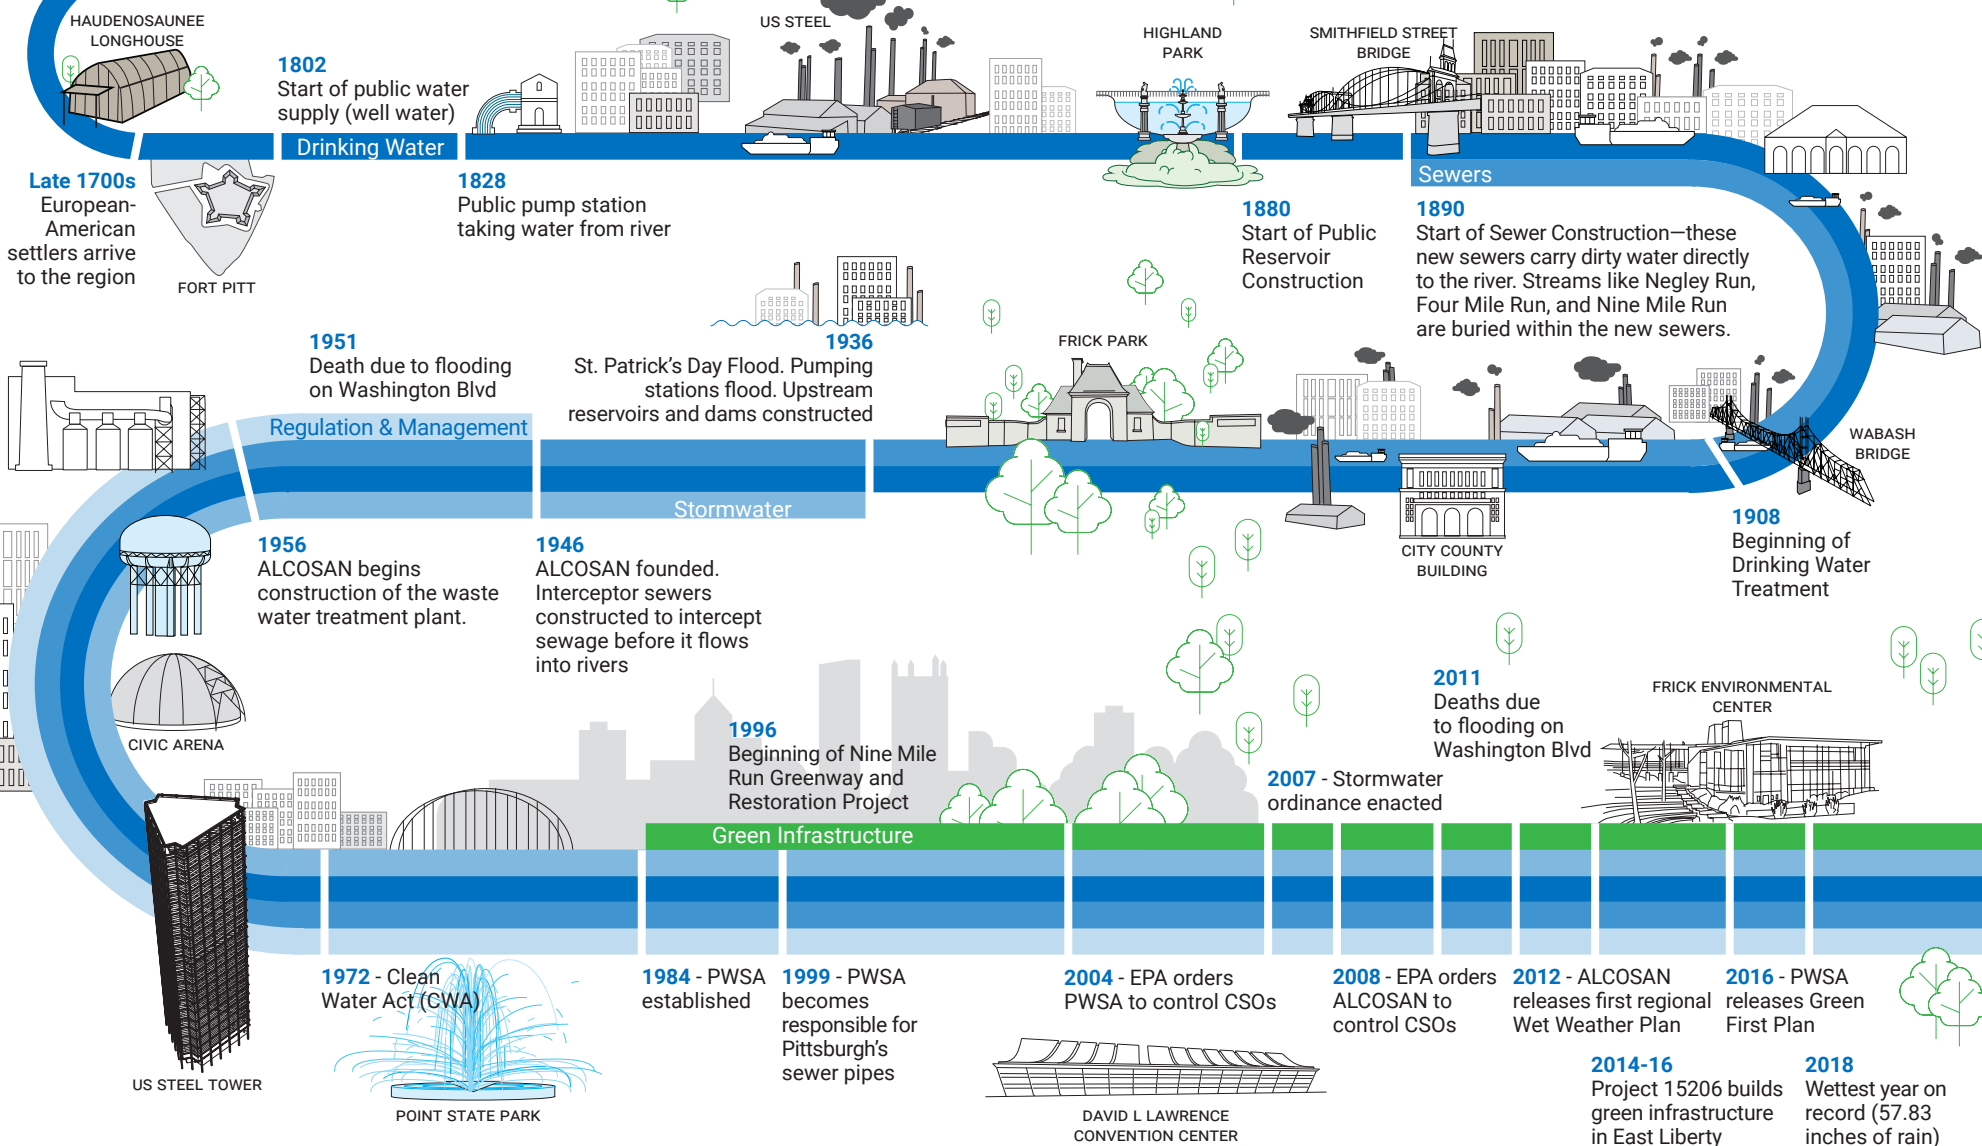 HAUDENOSAUNEE
LONGHOUSE
1802
Start of public water
supply (well water)
US STEEL
HIGHLAND
PARK
SMITHFIELD STREET
BRIDGE
Drinking Water
Late 1700s
European-
American
settlers arrive
to the region
FORT PITT
1828
Public pump station
taking water from river
1880
Start of Public
Reservoir
Construction
Sewers
1890
Start of Sewer Construction—these
new sewers carry dirty water directly
to the river. Streams like Negley Run,
Four Mile Run, and Nine Mile Run
are buried within the new sewers.
WABASH
BRIDGE
1908
Beginning of
Drinking Water
Treatment
CITY COUNTY
BUILDING
FRICK PARK
1936
St. Patrick’s Day Flood. Pumping
stations flood. Upstream
reservoirs and dams constructed
Stormwater
1946
ALCOSAN founded.
Interceptor sewers
constructed to intercept
sewage before it flows
into rivers
1951
Death due to flooding
on Washington Blvd
Regulation & Management
1956
ALCOSAN begins
construction of the waste
water treatment plant.
CIVIC ARENA
US STEEL TOWER
1972 - Clean
Water Act (CWA)
POINT STATE PARK
1984 - PWSA
established
1996
Beginning of Nine Mile
Run Greenway and
Restoration Project
Green Infrastructure
1999 - PWSA
becomes
responsible for
Pittsburgh’s
sewer pipes
2004 - EPA orders
PWSA to control CSOs
DAVID L LAWRENCE
CONVENTION CENTER
2007 - Stormwater
ordinance enacted
2008 - EPA orders
ALCOSAN to
control CSOs
2011
Deaths due
to flooding on
Washington Blvd
2012 - ALCOSAN
releases first regional
Wet Weather Plan
FRICK ENVIRONMENTAL
CENTER
2014-16
Project 15206 builds
green infrastructure
in East Liberty
2016 - PWSA
releases Green
First Plan
2018
Wettest year on
record (57.83
inches of rain)